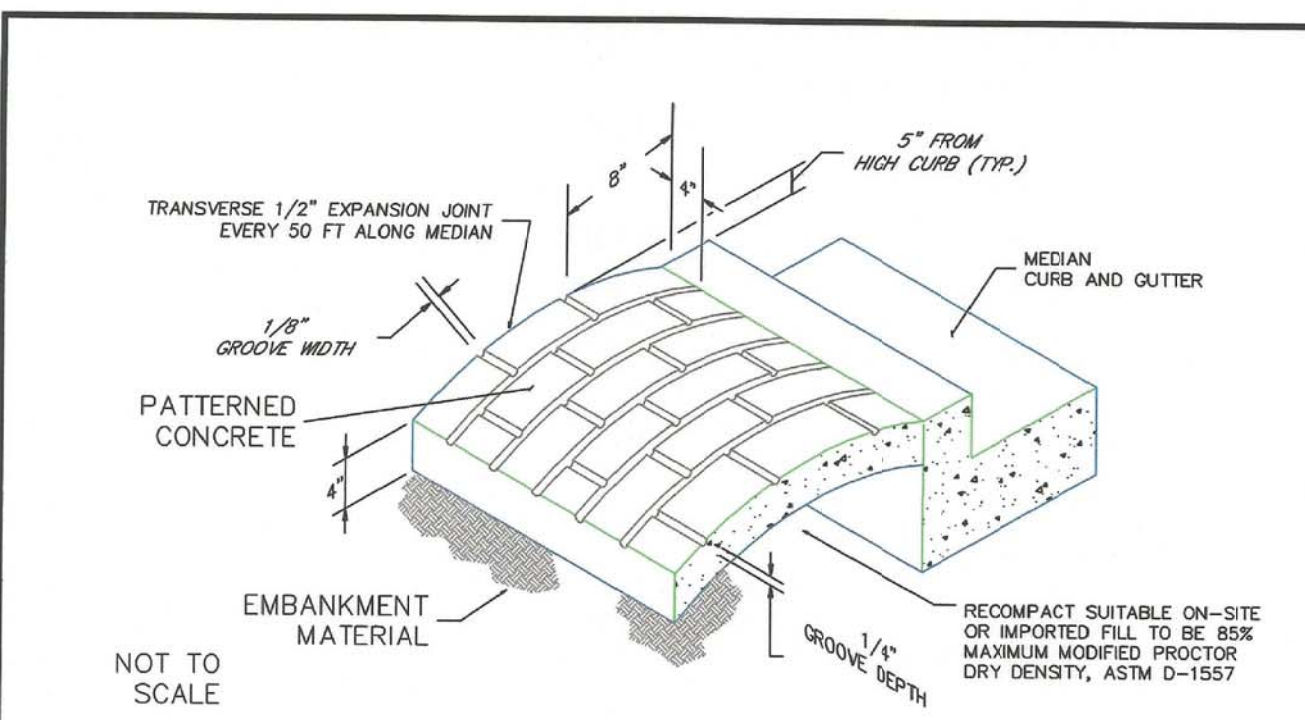 8"
4"
5" FROM
HIGH CURB (TYP.)
TRANSVERSE 1/2" EXPANSION JOINT
EVERY 50 FT ALONG MEDIAN
MEDIAN
CURB AND GUTTER
1/8"
GROOVE WIDTH
PATTERNED
CONCRETE
4"
EMBANKMENT
MATERIAL
1/4"
GROOVE DEPTH
RECOMPACT SUITABLE ON-SITE
OR IMPORTED FILL TO BE 85%
MAXIMUM MODIFIED PROCTOR
DRY DENSITY, ASTM D-1557
NOT TO
SCALE